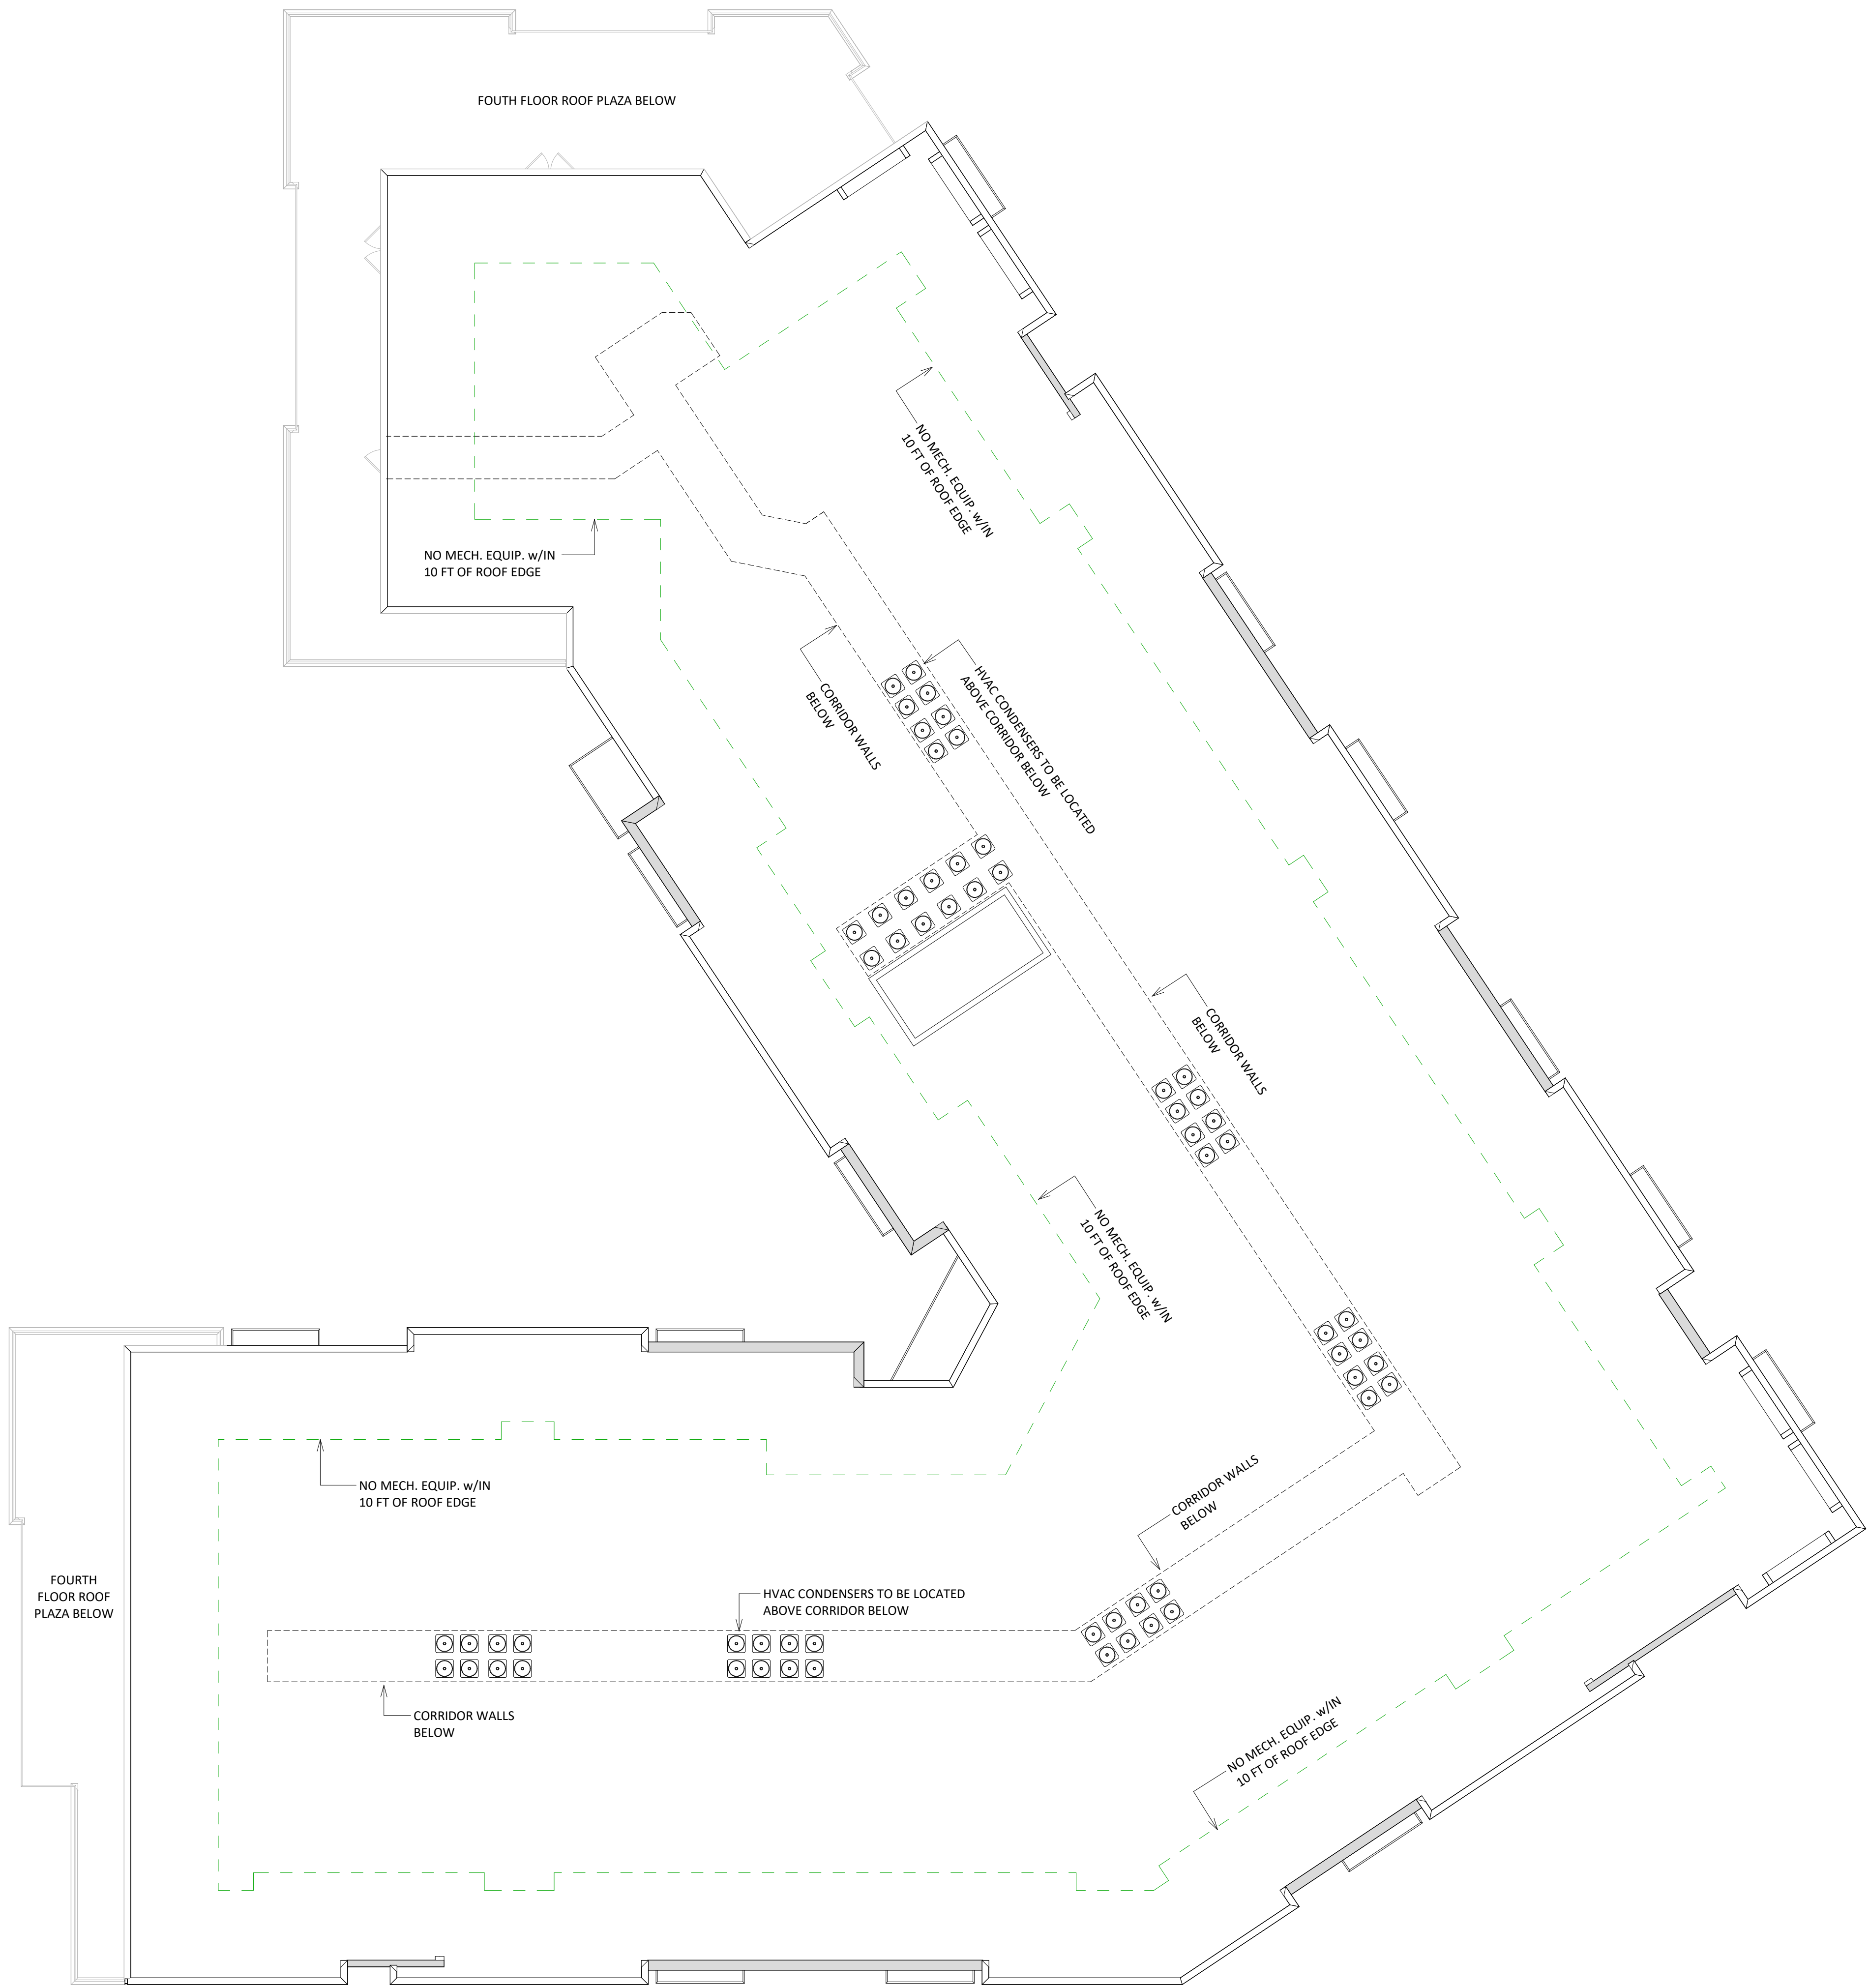 FOUTH FLOOR ROOF PLAZA BELOW
NO MECH. EQUIP. w/IN
10 FT OF ROOF EDGE
NO MECH. EQUIP. w/IN
10 FT OF ROOF EDGE
CORRIDOR WALLS
BELOW
HVAC CONDENSERS TO BE LOCATED
ABOVE CORRIDOR BELOW
CORRIDOR WALLS
BELOW
NO MECH. EQUIP. w/IN
10 FT OF ROOF EDGE
NO MECH. EQUIP. w/IN
10 FT OF ROOF EDGE
CORRIDOR WALLS
BELOW
FOURTH
FLOOR ROOF
PLAZA BELOW
HVAC CONDENSERS TO BE LOCATED
ABOVE CORRIDOR BELOW
CORRIDOR WALLS
BELOW
NO MECH. EQUIP. w/IN
10 FT OF ROOF EDGE